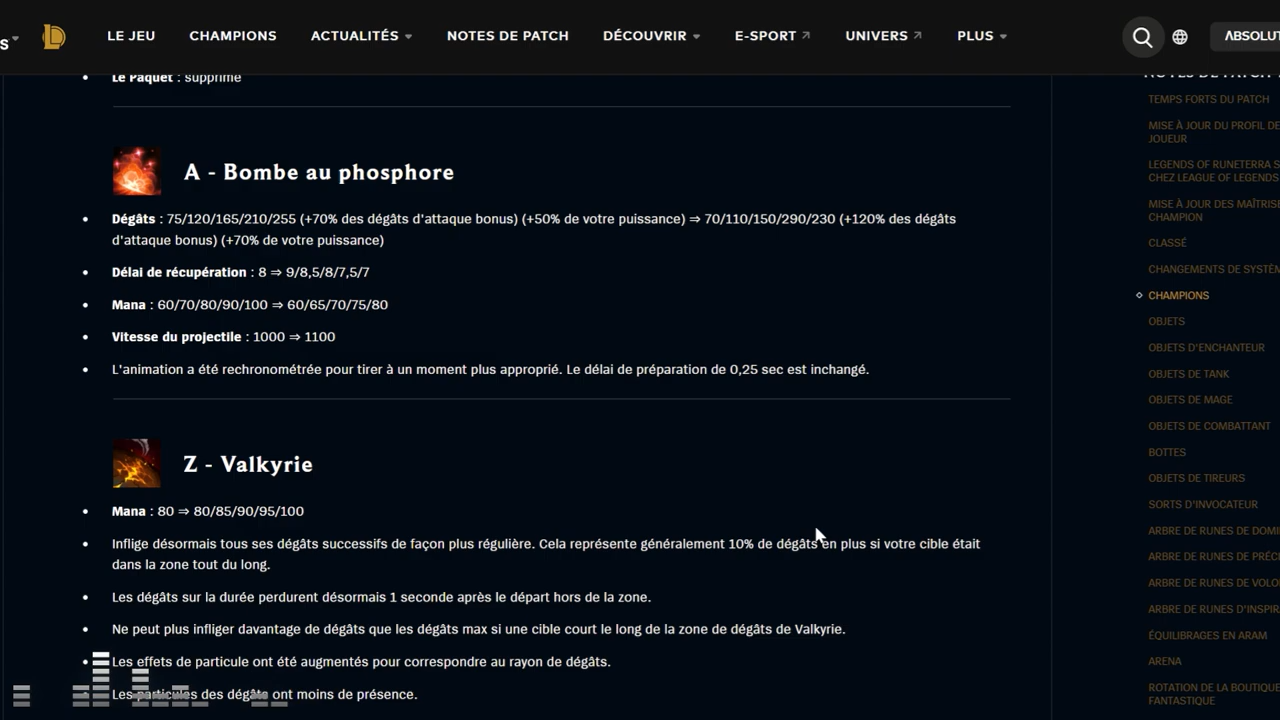 S
LE JEU
CHAMPIONS
ACTUALITÉS
NOTES DE PATCH
DÉCOUVRIR
E-SPORT
UNIVERS
PLUS
ABSOLUT
Le Paquet : supprimé
A - Bombe au phosphore
Dégâts : 75/120/165/210/255 (+70% des dégâts d'attaque bonus) (+50% de votre puissance) ⇒ 70/110/150/290/230 (+120% des dégâts
d'attaque bonus) (+70% de votre puissance)
Délai de récupération : 8 ⇒ 9/8,5/8/7,5/7
Mana : 60/70/80/90/100 ⇒ 60/65/70/75/80
Vitesse du projectile : 1000 ⇒ 1100
L'animation a été rechronométrée pour tirer à un moment plus approprié. Le délai de préparation de 0,25 sec est inchangé.
Z - Valkyrie
Mana : 80 ⇒ 80/85/90/95/100
Inflige désormais tous ses dégâts successifs de façon plus régulière. Cela représente généralement 10% de dégâts en plus si votre cible était
dans la zone tout du long.
Les dégâts sur la durée perdurent désormais 1 seconde après le départ hors de la zone.
Ne peut plus infliger davantage de dégâts que les dégâts max si une cible court le long de la zone de dégâts de Valkyrie.
Les effets de particule ont été augmentés pour correspondre au rayon de dégâts.
Les particules des dégâts ont moins de présence.
NOTES DE PATCH
TEMPS FORTS DU PATCH
MISE À JOUR DU PROFIL DE
JOUEUR
LEGENDS OF RUNETERRA S
CHEZ LEAGUE OF LEGENDS
MISE À JOUR DES MAÎTRISE
CHAMPION
CLASSÉ
CHANGEMENTS DE SYSTÈ
CHAMPIONS
OBJETS
OBJETS D'ENCHANTEUR
OBJETS DE TANK
OBJETS DE MAGE
OBJETS DE COMBATTANT
BOTTES
OBJETS DE TIREURS
SORTS D'INVOCATEUR
ARBRE DE RUNES DE DOMI
ARBRE DE RUNES DE PRÉCI
ARBRE DE RUNES DE VOLO
ARBRE DE RUNES D'INSPIRA
ÉQUILIBRAGES EN ARAM
ARENA
ROTATION DE LA BOUTIQUE
FANTASTIQUE